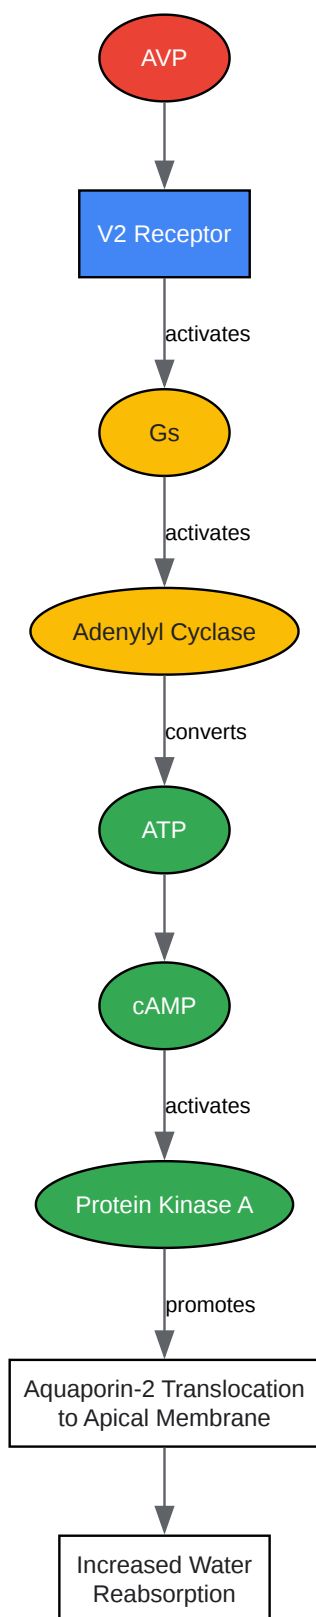 AVP
V2 Receptor
activates
Gs
activates
Adenylyl Cyclase
converts
ATP
cAMP
activates
Protein Kinase A
promotes
Aquaporin-2 Translocation
to Apical Membrane
Increased Water
Reabsorption